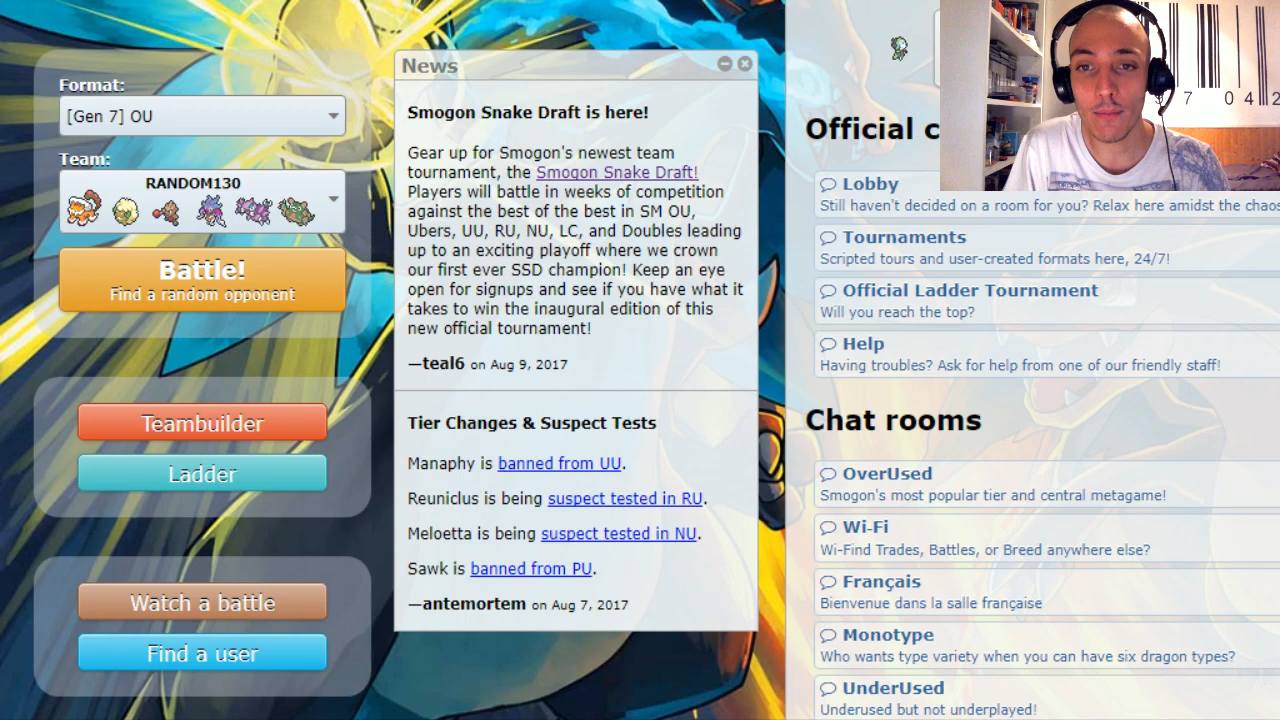 Format:
[Gen 7] OU
Team:
RANDOM130
Battle!
Find a random opponent
Teambuilder
Ladder
Watch a battle
Find a user
News
Smogon Snake Draft is here!
Gear up for Smogon's newest team
tournament, the Smogon Snake Draft!
Players will battle in weeks of competition
against the best of the best in SM OU,
Ubers, UU, RU, NU, LC, and Doubles leading
up to an exciting playoff where we crown
our first ever SSD champion! Keep an eye
open for signups and see if you have what it
takes to win the inaugural edition of this
new official tournament!
—teal6 on Aug 9, 2017
Tier Changes & Suspect Tests
Manaphy is banned from UU.
Reuniclus is being suspect tested in RU.
Meloetta is being suspect tested in NU.
Sawk is banned from PU.
—antemortem on Aug 7, 2017
7 04 2
Official c
Lobby
Still haven't decided on a room for you? Relax here amidst the chaos
Tournaments
Scripted tours and user-created formats here, 24/7!
Official Ladder Tournament
Will you reach the top?
Help
Having troubles? Ask for help from one of our friendly staff!
Chat rooms
OverUsed
Smogon's most popular tier and central metagame!
Wi-Fi
Wi-Find Trades, Battles, or Breed anywhere else?
Français
Bienvenue dans la salle française
Monotype
Who wants type variety when you can have six dragon types?
UnderUsed
Underused but not underplayed!